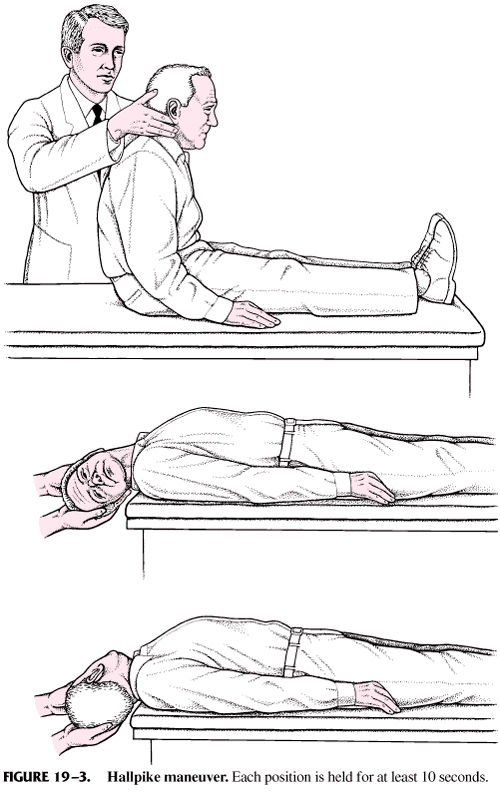 FIGURE 19–3. Hallpike maneuver. Each position is held for at least 10 seconds.